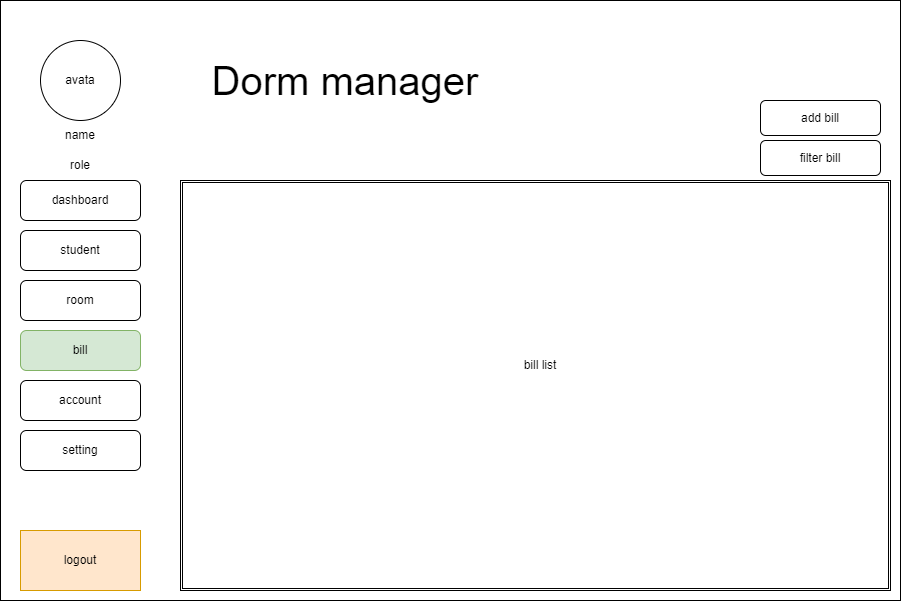 avata
name
role
dashboard
student
room
bill
account
setting
logout
Dorm manager
add bill
filter bill
bill list